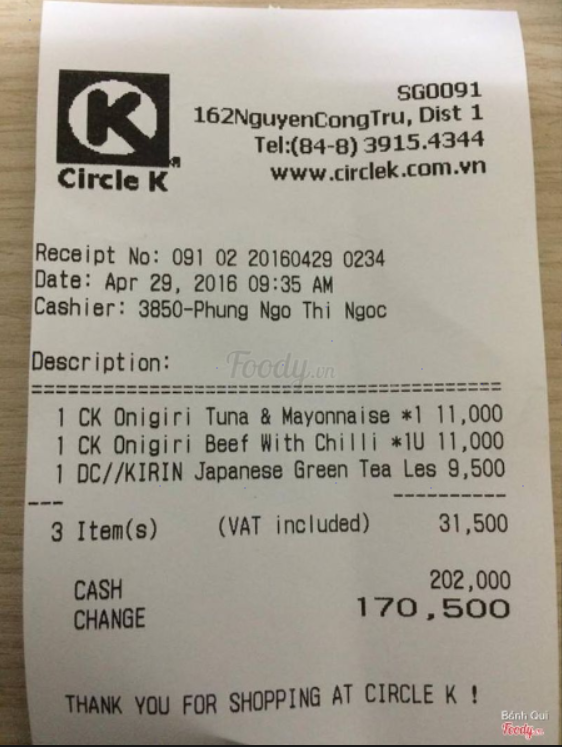 SG0091
162NguyenCongTru, Dist 1
Tel:(84-8) 3915.4344
www.circlek.com.vn
K
Circle K
Receipt No: 091 02 20160429 0234
Date: Apr 29, 2016 09:35 AM
Cashier: 3850-Phung Ngo Thi Ngoc
Description:
Foody.vn
1 CK Onigiri Tuna & Mayonnaise *1 11,000
1 CK Onigiri Beef With Chilli *1U 11,000
1 DC//KIRIN Japanese Green Tea Les 9,500
3 Item(s) (VAT included) 31,500
CASH 202,000
CHANGE 170,500
THANK YOU FOR SHOPPING AT CIRCLE K !
Bánh Qui
Foody.vn